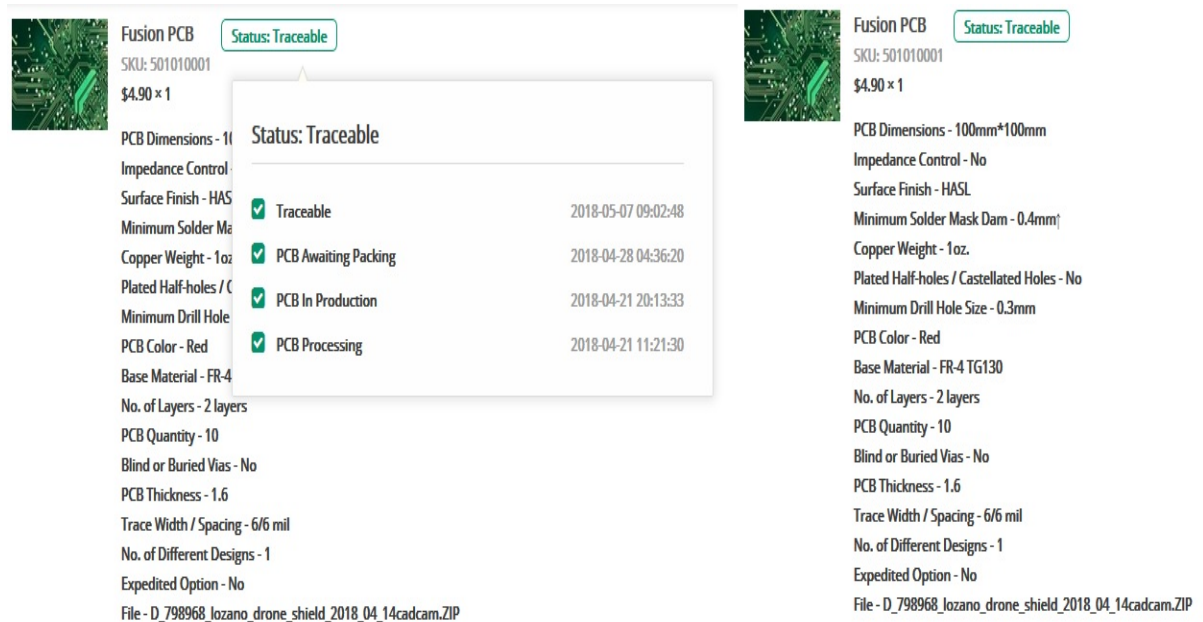 Fusion PCB
Status: Traceable
SKU: 501010001
$4.90 × 1
Status: Traceable
Traceable 2018-05-07 09:02:48
PCB Awaiting Packing 2018-04-28 04:36:20
PCB In Production 2018-04-21 20:13:33
PCB Processing 2018-04-21 11:21:30
PCB Dimensions - 10
Impedance Control -
Surface Finish - HAS
Minimum Solder Ma
Copper Weight - 1oz
Plated Half-holes / C
Minimum Drill Hole
PCB Color - Red
Base Material - FR-4
No. of Layers - 2 layers
PCB Quantity - 10
Blind or Buried Vias - No
PCB Thickness - 1.6
Trace Width / Spacing - 6/6 mil
No. of Different Designs - 1
Expedited Option - No
File - D_798968_lozano_drone_shield_2018_04_14cadcam.ZIP
Fusion PCB
Status: Traceable
SKU: 501010001
$4.90 × 1
PCB Dimensions - 100mm*100mm
Impedance Control - No
Surface Finish - HASL
Minimum Solder Mask Dam - 0.4mm↑
Copper Weight - 1oz.
Plated Half-holes / Castellated Holes - No
Minimum Drill Hole Size - 0.3mm
PCB Color - Red
Base Material - FR-4 TG130
No. of Layers - 2 layers
PCB Quantity - 10
Blind or Buried Vias - No
PCB Thickness - 1.6
Trace Width / Spacing - 6/6 mil
No. of Different Designs - 1
Expedited Option - No
File - D_798968_lozano_drone_shield_2018_04_14cadcam.ZIP